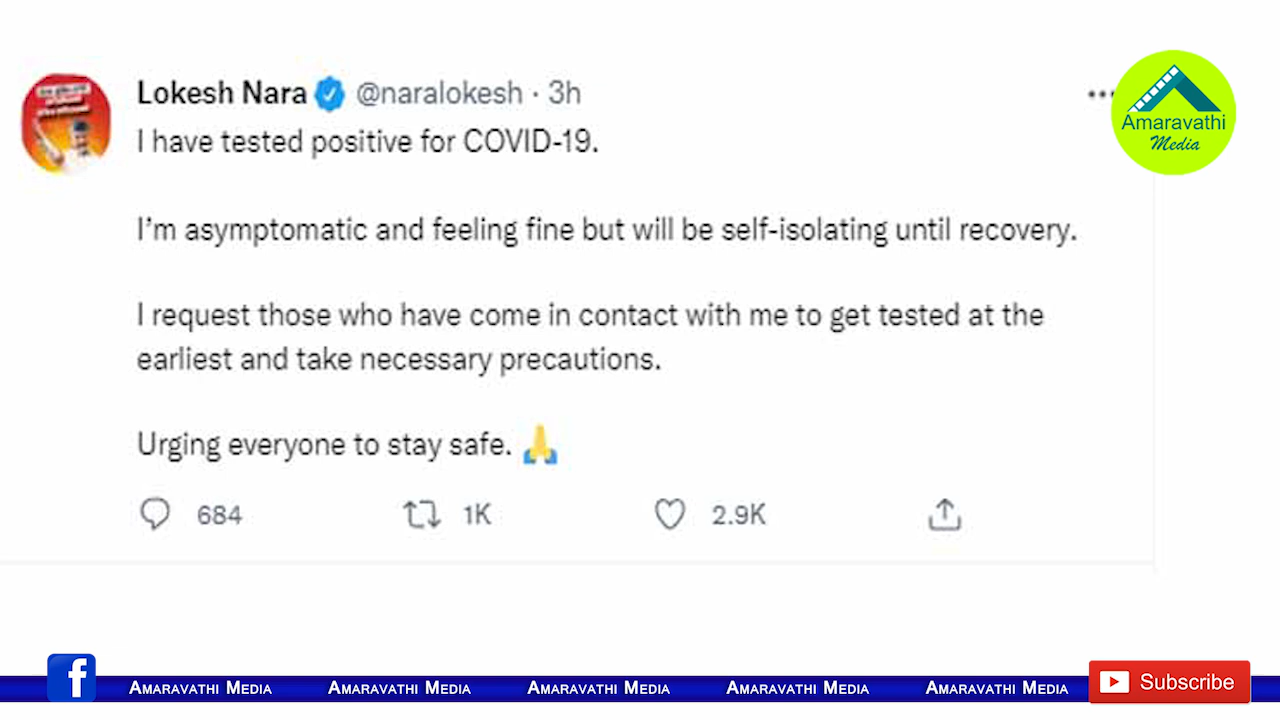 Lokesh Nara @naralokesh · 3h
I have tested positive for COVID-19.
I'm asymptomatic and feeling fine but will be self-isolating until recovery.
I request those who have come in contact with me to get tested at the
earliest and take necessary precautions.
Urging everyone to stay safe. 🙏
684 1K 2.9K
Amaravathi
Media
f AMARAVATHI MEDIA AMARAVATHI MEDIA AMARAVATHI MEDIA AMARAVATHI MEDIA AMARAVATHI MEDIA Subscribe